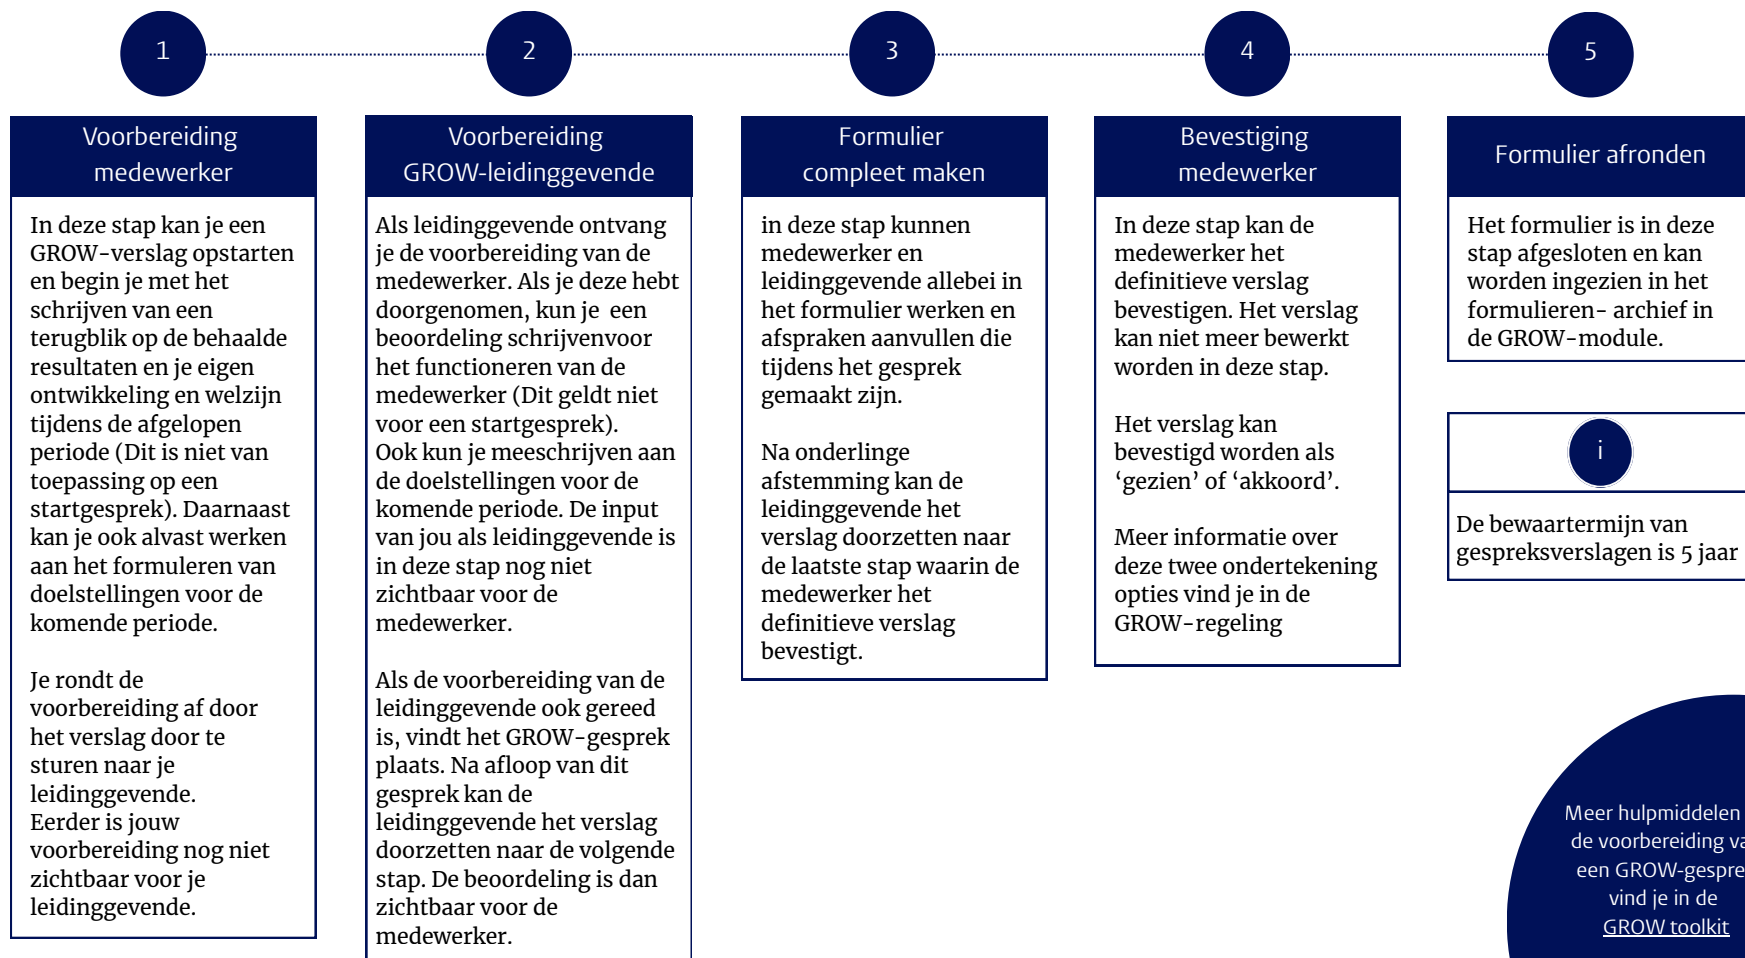 1
2
3
4
5
Voorbereiding
medewerker
In deze stap kan je een
GROW-verslag opstarten
en begin je met het
schrijven van een
terugblik op de behaalde
resultaten en je eigen
ontwikkeling en welzijn
tijdens de afgelopen
periode (Dit is niet van
toepassing op een
startgesprek). Daarnaast
kan je ook alvast werken
aan het formuleren van
doelstellingen voor de
komende periode.
Je rondt de
voorbereiding af door
het verslag door te
sturen naar je
leidinggevende.
Eerder is jouw
voorbereiding nog niet
zichtbaar voor je
leidinggevende.
Voorbereiding
GROW-leidinggevende
Als leidinggevende ontvang
je de voorbereiding van de
medewerker. Als je deze hebt
doorgenomen, kun je een
beoordeling schrijvenvoor
het functioneren van de
medewerker (Dit geldt niet
voor een startgesprek).
Ook kun je meeschrijven aan
de doelstellingen voor de
komende periode. De input
van jou als leidinggevende is
in deze stap nog niet
zichtbaar voor de
medewerker.
Als de voorbereiding van de
leidinggevende ook gereed
is, vindt het GROW-gesprek
plaats. Na afloop van dit
gesprek kan de
leidinggevende het verslag
doorzetten naar de volgende
stap. De beoordeling is dan
zichtbaar voor de
medewerker.
Formulier
compleet maken
in deze stap kunnen
medewerker en
leidinggevende allebei in
het formulier werken en
afspraken aanvullen die
tijdens het gesprek
gemaakt zijn.
Na onderlinge
afstemming kan de
leidinggevende het
verslag doorzetten naar
de laatste stap waarin de
medewerker het
definitieve verslag
bevestigt.
Bevestiging
medewerker
In deze stap kan de
medewerker het
definitieve verslag
bevestigen. Het verslag
kan niet meer bewerkt
worden in deze stap.
Het verslag kan
bevestigd worden als
‘gezien’ of ‘akkoord’.
Meer informatie over
deze twee ondertekening
opties vind je in de
GROW-regeling
Formulier afronden
Het formulier is in deze
stap afgesloten en kan
worden ingezien in het
formulieren- archief in
de GROW-module.
i
De bewaartermijn van
gespreksverslagen is 5 jaar
Meer hulpmiddelen
de voorbereiding va
een GROW-gespre
vind je in de
GROW toolkit